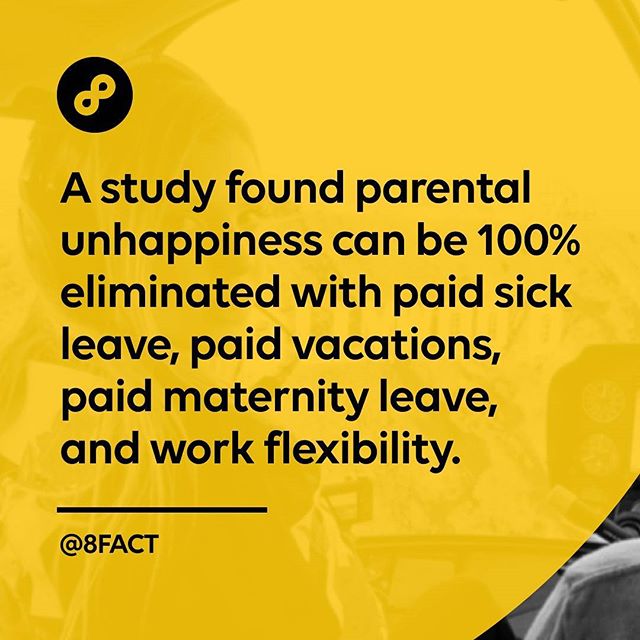 A study found parental
unhappiness can be 100%
eliminated with paid sick
leave, paid vacations,
paid maternity leave,
and work flexibility.
@8FACT